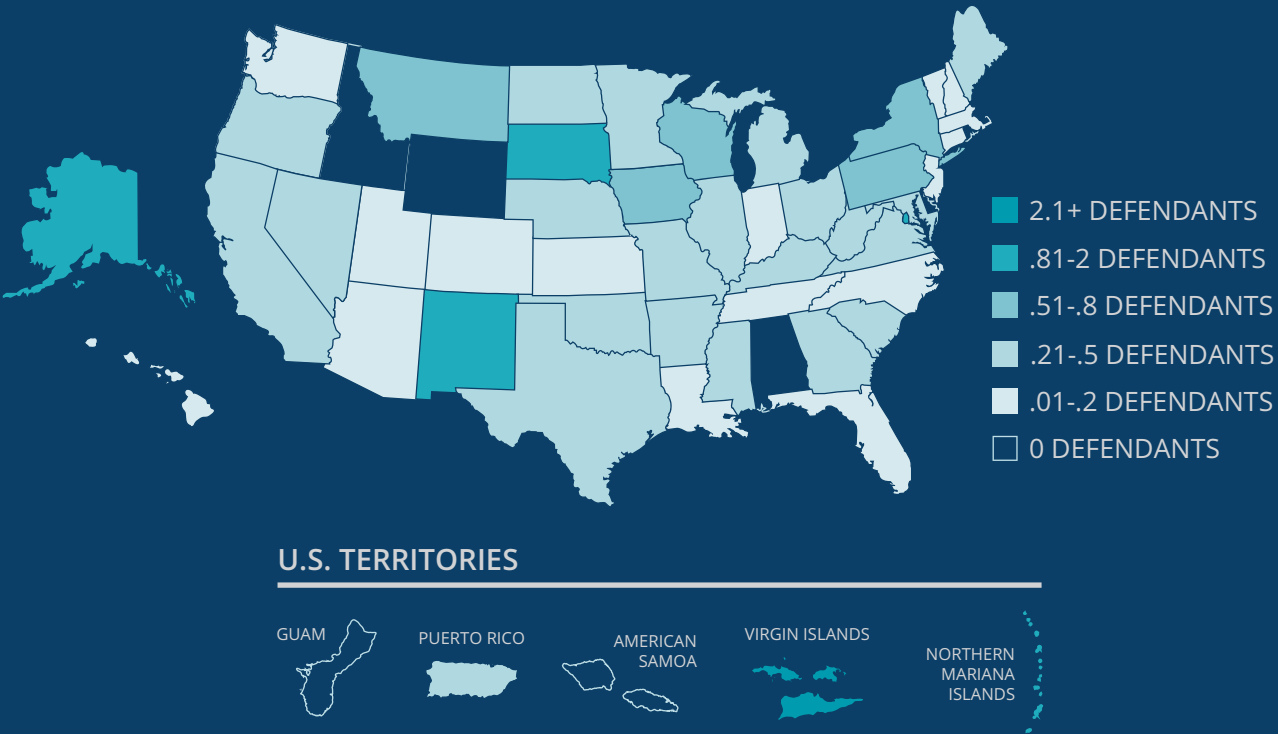 2.1+ DEFENDANTS
.81-2 DEFENDANTS
.51-.8 DEFENDANTS
.21-.5 DEFENDANTS
.01-.2 DEFENDANTS
0 DEFENDANTS
U.S. TERRITORIES
GUAM
PUERTO RICO
AMERICAN
SAMOA
VIRGIN ISLANDS
NORTHERN
MARIANA
ISLANDS